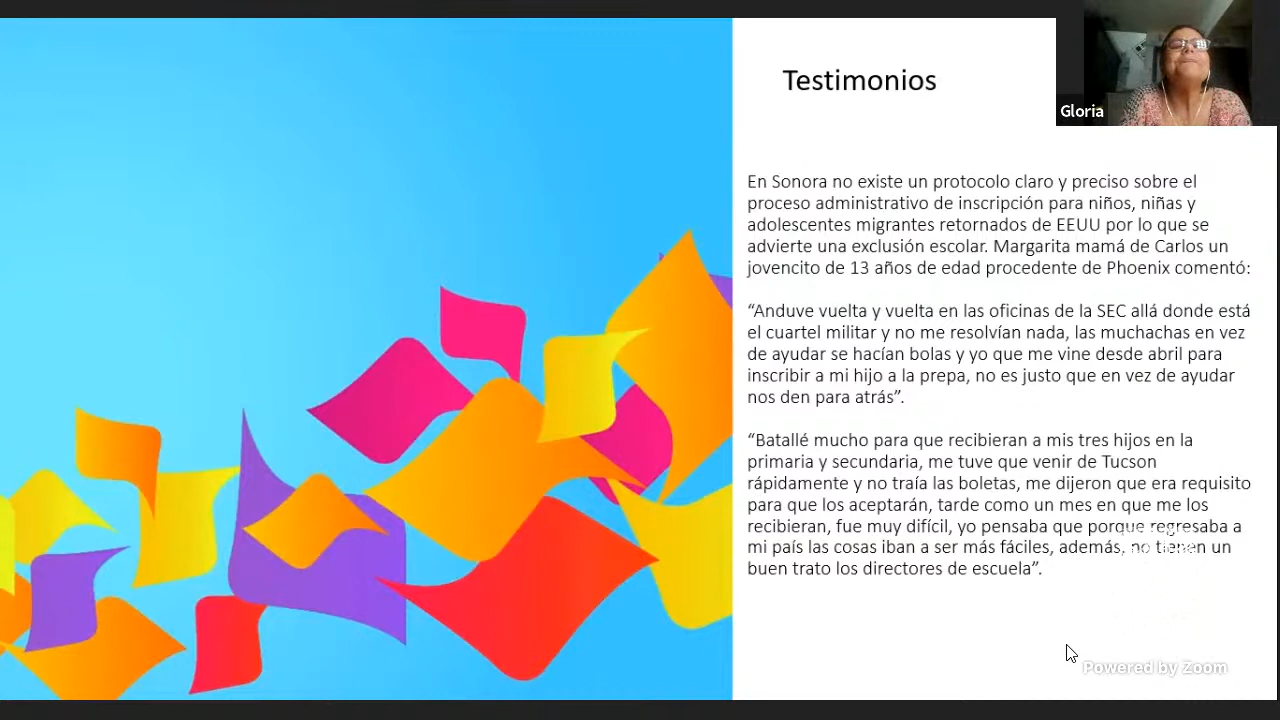 Testimonios
Gloria
En Sonora no existe un protocolo claro y preciso sobre el
proceso administrativo de inscripción para niños, niñas y
adolescentes migrantes retornados de EEUU por lo que se
advierte una exclusión escolar. Margarita mamá de Carlos un
jovencito de 13 años de edad procedente de Phoenix comentó:
“Anduve vuelta y vuelta en las oficinas de la SEC allá donde está
el cuartel militar y no me resolvían nada, las muchachas en vez
de ayudar se hacían bolas y yo que me vine desde abril para
inscribir a mi hijo a la prepa, no es justo que en vez de ayudar
nos den para atrás”.
“Batallé mucho para que recibieran a mis tres hijos en la
primaria y secundaria, me tuve que venir de Tucson
rápidamente y no traía las boletas, me dijeron que era requisito
para que los aceptarán, tarde como un mes en que me los
recibieran, fue muy difícil, yo pensaba que porque regresaba a
mi país las cosas iban a ser más fáciles, además, no tienen un
buen trato los directores de escuela”.
Powered by Zoom